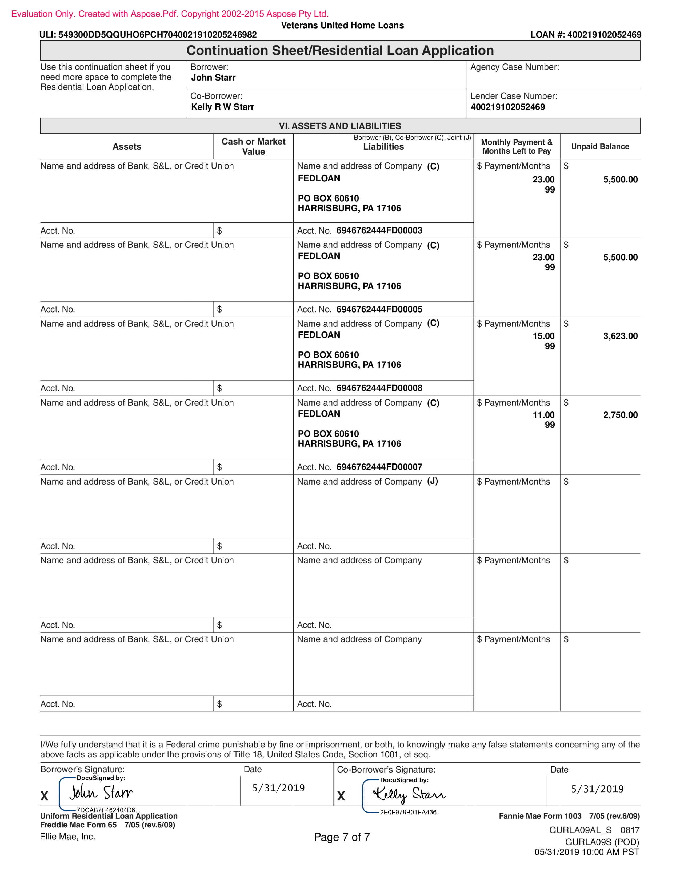 Evaluation Only. Created with Aspose.Pdf. Copyright 2002-2015 Aspose Pty Ltd.
Veterans United Home Loans
ULI: 549300DD5QQUHO6PCH7040021910205246982 LOAN #: 400219102052469
Continuation Sheet/Residential Loan Application
Use this continuation sheet if you need more space to complete the Residential Loan Application.
Borrower:
John Starr
Agency Case Number:
Co-Borrower:
Kelly R W Starr
Lender Case Number:
400219102052469
VI. ASSETS AND LIABILITIES
Borrower (B), Co-Borrower (C), Joint (J)
Assets Cash or Market Value Liabilities Monthly Payment & Months Left to Pay Unpaid Balance
Name and address of Bank, S&L, or Credit Union Name and address of Company (C) $ Payment/Months $
FEDLOAN 23.00 5,500.00
99
PO BOX 60610
HARRISBURG, PA 17106
Acct. No. $ Acct. No. 6946762444FD00003
Name and address of Bank, S&L, or Credit Union Name and address of Company (C) $ Payment/Months $
FEDLOAN 23.00 5,500.00
99
PO BOX 60610
HARRISBURG, PA 17106
Acct. No. $ Acct. No. 6946762444FD00005
Name and address of Bank, S&L, or Credit Union Name and address of Company (C) $ Payment/Months $
FEDLOAN 15.00 3,623.00
99
PO BOX 60610
HARRISBURG, PA 17106
Acct. No. $ Acct. No. 6946762444FD00008
Name and address of Bank, S&L, or Credit Union Name and address of Company (C) $ Payment/Months $
FEDLOAN 11.00 2,750.00
99
PO BOX 60610
HARRISBURG, PA 17106
Acct. No. $ Acct. No. 6946762444FD00007
Name and address of Bank, S&L, or Credit Union Name and address of Company (J) $ Payment/Months $
Acct. No. $ Acct. No.
Name and address of Bank, S&L, or Credit Union Name and address of Company $ Payment/Months $
Acct. No. $ Acct. No.
Name and address of Bank, S&L, or Credit Union Name and address of Company $ Payment/Months $
Acct. No. $ Acct. No.
I/We fully understand that it is a Federal crime punishable by fine or imprisonment, or both, to knowingly make any false statements concerning any of the
above facts as applicable under the provisions of Title 18, United States Code, Section 1001, et seq.
Borrower's Signature: Date Co-Borrower's Signature: Date
DocuSigned by: DocuSigned by:
X John Starr 5/31/2019 X Kelly Starr 5/31/2019
Uniform Residential Loan Application Fannie Mae Form 1003 7/05 (rev.6/09)
Freddie Mac Form 65 7/05 (rev.6/09)
Ellie Mae, Inc. Page 7 of 7 GURLA09AL S 0817
GURLA09S (POD)
05/31/2019 10:00 AM PST